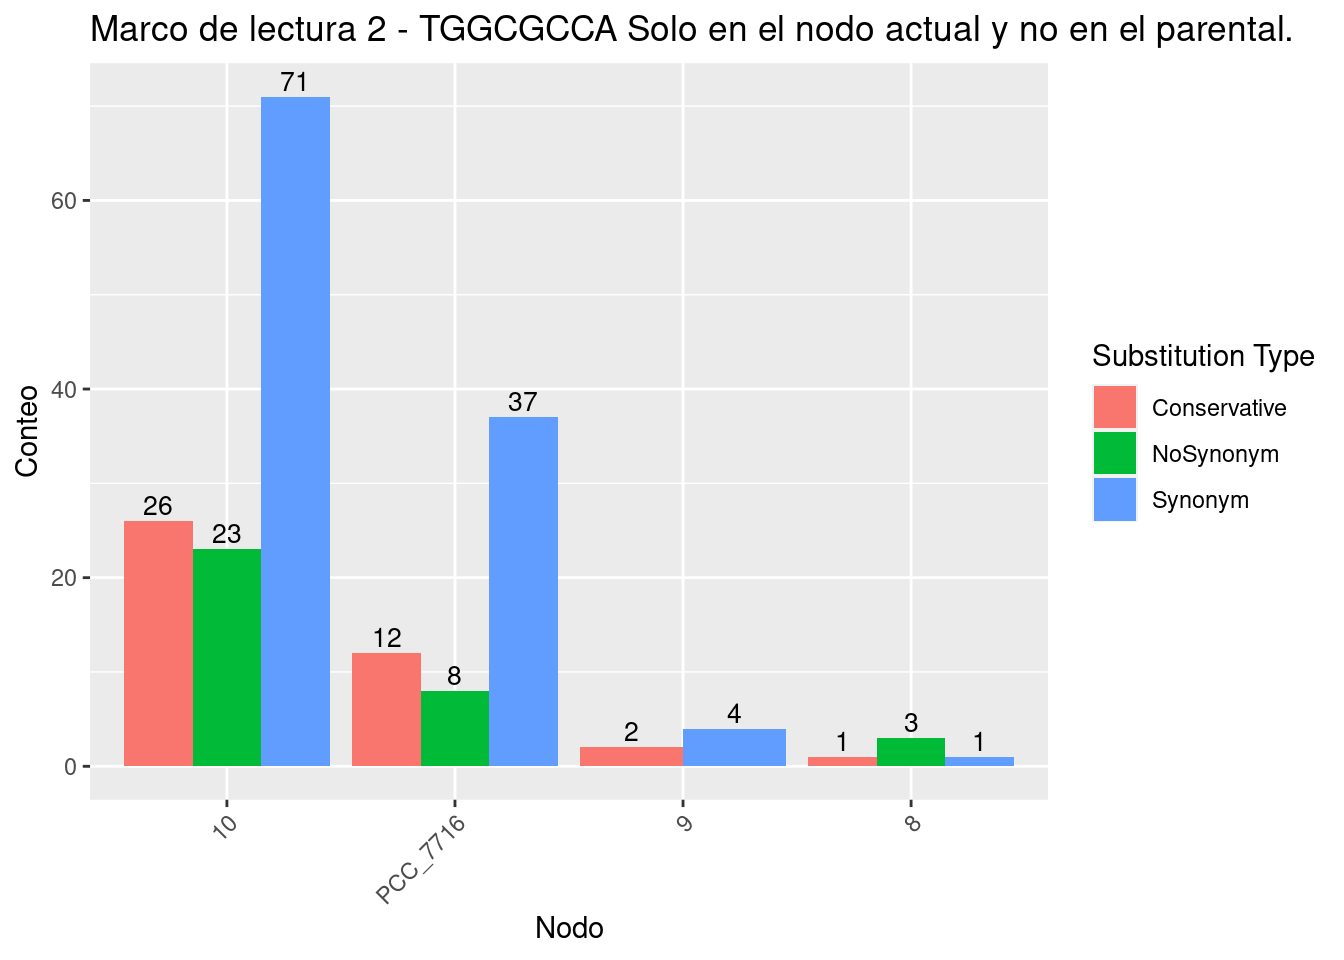 Marco de lectura 2 - TGGCGCCA Solo en el nodo actual y no en el parental.
71
60
Substitution Type
40
37
Conteo
Conservative
NoSynonym
26
23
Synonym
20
12
8
2
4
1
3
1
0
10
PCC_7716
9
8
Nodo